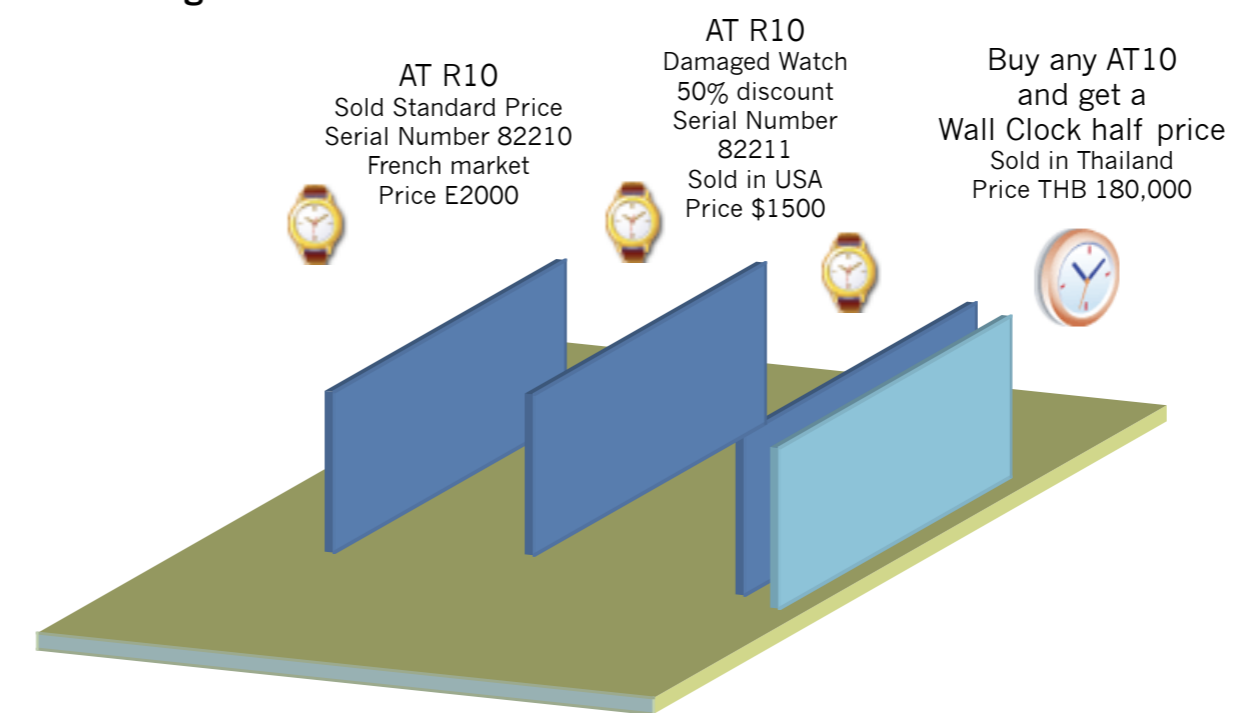 AT R10
Sold Standard Price
Serial Number 82210
French market
Price E2000
AT R10
Damaged Watch
50% discount
Serial Number
82211
Sold in USA
Price $1500
Buy any AT10
and get a
Wall Clock half price
Sold in Thailand
Price THB 180,000